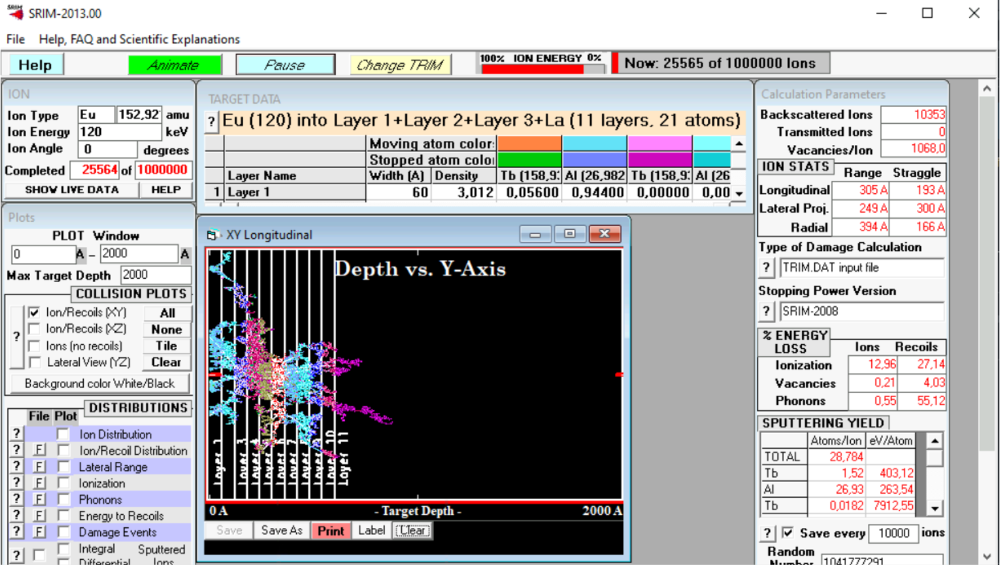 SRIM
SRIM-2013.00
File Help, FAQ and Scientific Explanations
Help Animate Pause Change TRIM 100% ION ENERGY 0% Now: 25565 of 1000000 Ions
ION
Ion Type Eu 152,92 amu
Ion Energy 120 keV
Ion Angle 0 degrees
Completed 25564 of 1000000
SHOW LIVE DATA HELP
Plots
PLOT Window
0 A - 2000 A
Max Target Depth 2000
COLLISION PLOTS
Ion/Recoils (XY) All
Ion/Recoils (XZ) None
? Ions (no recoils) Tile
Lateral View (YZ) Clear
Background color White/Black
DISTRIBUTIONS
File Plot
? Ion Distribution
? F Ion/Recoil Distribution
? F Lateral Range
? F Ionization
? F Phonons
? F Energy to Recoils
? F Damage Events
? Integral Sputtered
Differential Ions
TARGET DATA
? Eu (120) into Layer 1+Layer 2+Layer 3+La (11 layers, 21 atoms)
Moving atom color:
Stopped atom colo
Layer Name Width (A) Density Tb (158,9 Al (26,982 Tb (158,9 Al (26
1 Layer 1 60 3,012 0,05600 0,94400 0,00000 0,00
XY Longitudinal
Depth vs. Y-Axis
Layer 3
Layer 4
Layer 6
Layer 7
Layer 10
Layer 11
0 A - Target Depth - 2000 A
Save Save As Print Label Clear
Calculation Parameters
Backscattered Ions 10353
Transmitted Ions 0
Vacancies/Ion 1068,0
ION STATS Range Straggle
Longitudinal 305 A 193 A
Lateral Proj. 249 A 300 A
Radial 394 A 166 A
Type of Damage Calculation
? TRIM.DAT input file
Stopping Power Version
? SRIM-2008
% ENERGY LOSS Ions Recoils
Ionization 12,96 27,14
Vacancies 0,21 4,03
Phonons 0,55 55,12
SPUTTERING YIELD
Atoms/Ion eV/Atom
TOTAL 28,784
Tb 1,52 403,12
Al 26,93 263,54
Tb 0,0182 7912,55
? Save every 10000 ions
Random
Number 1041777291